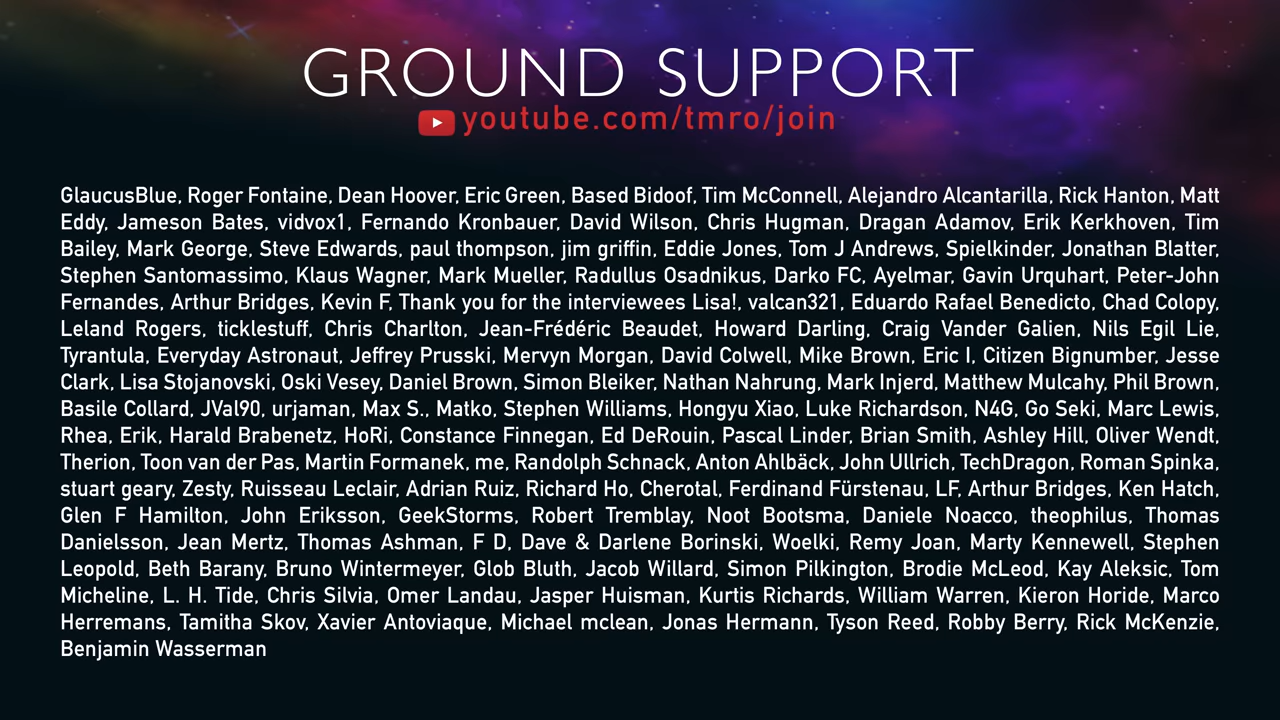 GROUND SUPPORT
youtube.com/tmro/join
GlaucusBlue, Roger Fontaine, Dean Hoover, Eric Green, Based Bidoof, Tim McConnell, Alejandro Alcantarilla, Rick Hanton, Matt
Eddy, Jameson Bates, vidvox1, Fernando Kronbauer, David Wilson, Chris Hugman, Dragan Adamov, Erik Kerkhoven, Tim
Bailey, Mark George, Steve Edwards, paul thompson, jim griffin, Eddie Jones, Tom J Andrews, Spielkinder, Jonathan Blatter,
Stephen Santomassimo, Klaus Wagner, Mark Mueller, Radullus Osadnikus, Darko FC, Ayelmar, Gavin Urquhart, Peter-John
Fernandes, Arthur Bridges, Kevin F, Thank you for the interviewees Lisa!, valcan321, Eduardo Rafael Benedicto, Chad Colopy,
Leland Rogers, ticklestuff, Chris Charlton, Jean-Frédéric Beaudet, Howard Darling, Craig Vander Galien, Nils Egil Lie,
Tyrantula, Everyday Astronaut, Jeffrey Prusski, Mervyn Morgan, David Colwell, Mike Brown, Eric I, Citizen Bignumber, Jesse
Clark, Lisa Stojanovski, Oski Vesey, Daniel Brown, Simon Bleiker, Nathan Nahrung, Mark Injerd, Matthew Mulcahy, Phil Brown,
Basile Collard, JVal90, urjaman, Max S., Matko, Stephen Williams, Hongyu Xiao, Luke Richardson, N4G, Go Seki, Marc Lewis,
Rhea, Erik, Harald Brabenetz, HoRi, Constance Finnegan, Ed DeRouin, Pascal Linder, Brian Smith, Ashley Hill, Oliver Wendt,
Therion, Toon van der Pas, Martin Formanek, me, Randolph Schnack, Anton Ahlbäck, John Ullrich, TechDragon, Roman Spinka,
stuart geary, Zesty, Ruisseau Leclair, Adrian Ruiz, Richard Ho, Cherotal, Ferdinand Fürstenau, LF, Arthur Bridges, Ken Hatch,
Glen F Hamilton, John Eriksson, GeekStorms, Robert Tremblay, Noot Bootsma, Daniele Noacco, theophilus, Thomas
Danielsson, Jean Mertz, Thomas Ashman, F D, Dave & Darlene Borinski, Woelki, Remy Joan, Marty Kennewell, Stephen
Leopold, Beth Barany, Bruno Wintermeyer, Glob Bluth, Jacob Willard, Simon Pilkington, Brodie McLeod, Kay Aleksic, Tom
Micheline, L. H. Tide, Chris Silvia, Omer Landau, Jasper Huisman, Kurtis Richards, William Warren, Kieron Horide, Marco
Herremans, Tamitha Skov, Xavier Antoviaque, Michael mclean, Jonas Hermann, Tyson Reed, Robby Berry, Rick McKenzie,
Benjamin Wasserman